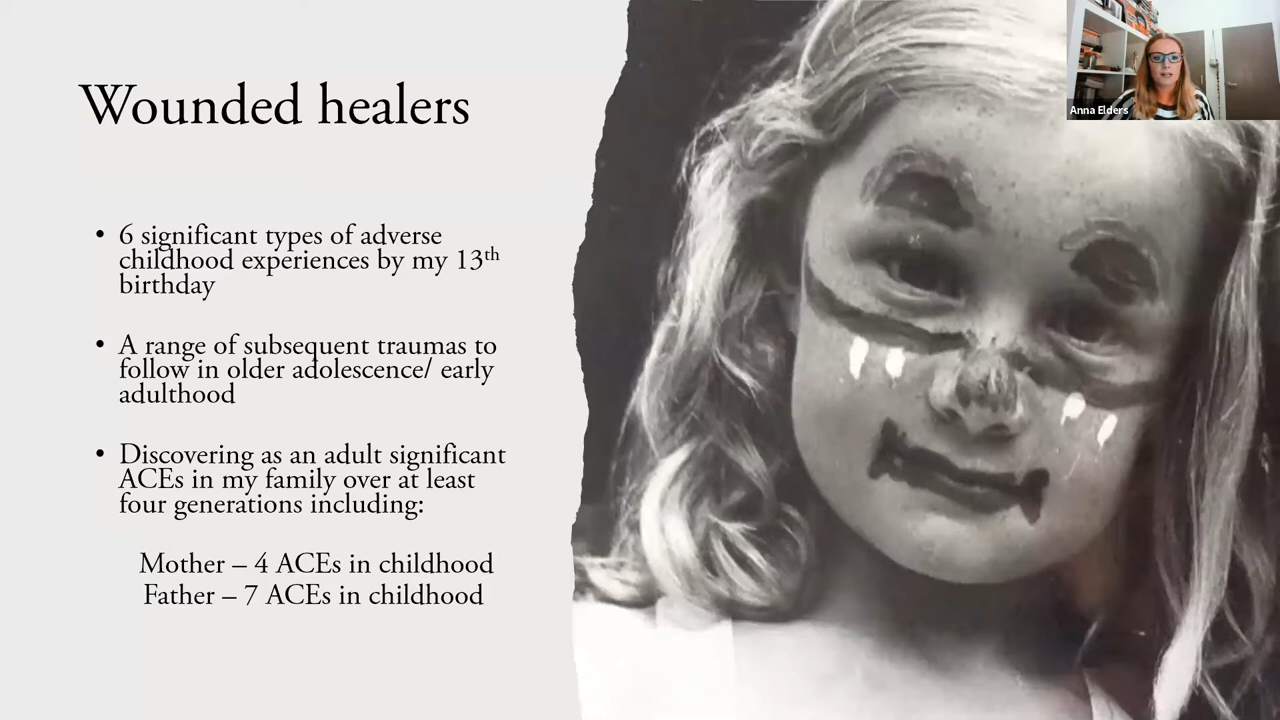 Wounded healers
Anna Elders
• 6 significant types of adverse
childhood experiences by my 13th
birthday
• A range of subsequent traumas to
follow in older adolescence/ early
adulthood
• Discovering as an adult significant
ACEs in my family over at least
four generations including:
Mother – 4 ACEs in childhood
Father – 7 ACEs in childhood